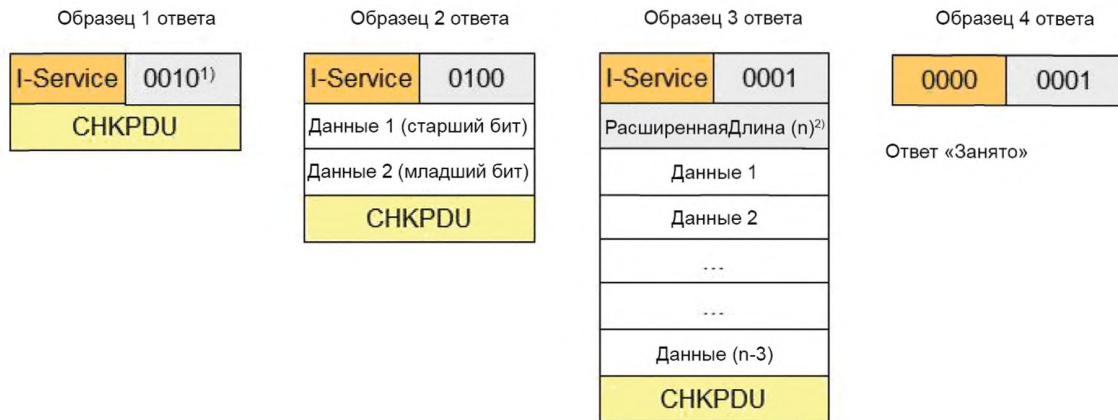 Образец 1 ответа
I-Service 0010¹⁾
CHKPDU
Образец 2 ответа
I-Service 0100
Данные 1 (старший бит)
Данные 2 (младший бит)
CHKPDU
Образец 3 ответа
I-Service 0001
РасширеннаяДлина (n)²⁾
Данные 1
Данные 2
...
...
Данные (n-3)
CHKPDU
Образец 4 ответа
0000 0001
Ответ «Занято»